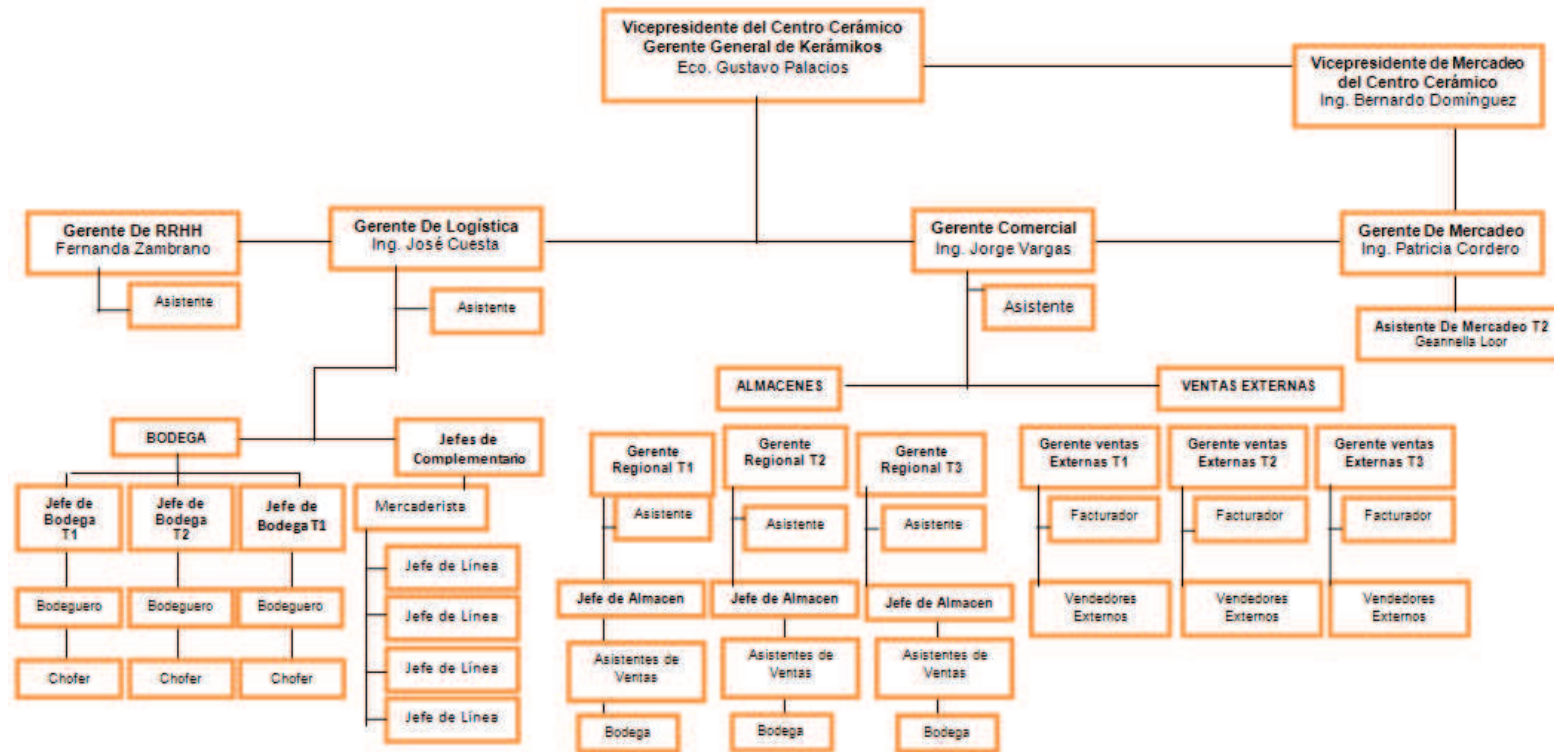 Vicepresidente del Centro Cerámico
Gerente General de Kerámikos
Eco. Gustavo Palacios
Vicepresidente de Mercadeo
del Centro Cerámico
Ing. Bernardo Domínguez
Gerente De RRHH
Fernanda Zambrano
Asistente
Gerente De Logística
Ing. José Cuesta
Asistente
Gerente Comercial
Ing. Jorge Vargas
Asistente
Gerente De Mercadeo
Ing. Patricia Cordero
Asistente De Mercadeo T2
Geannella Loor
ALMACENES
VENTAS EXTERNAS
BODEGA
Jefes de
Complementario
Jefe de
Bodega
T1
Jefe de
Bodega
T2
Jefe de
Bodega T1
Mercaderista
Bodeguero
Bodeguero
Bodeguero
Chofer
Chofer
Chofer
Jefe de Línea
Jefe de Línea
Jefe de Línea
Jefe de Línea
Gerente
Regional T1
Gerente
Regional T2
Gerente
Regional T3
Asistente
Asistente
Asistente
Jefe de Almacen
Jefe de Almacen
Jefe de Almacen
Asistentes de
Ventas
Asistentes de
Ventas
Asistentes de
Ventas
Bodega
Bodega
Bodega
Gerente ventas
Externas T1
Gerente ventas
Externas T2
Gerente ventas
Externas T3
Facturador
Facturador
Facturador
Vendedores
Externos
Vendedores
Externos
Vendedores
Externos